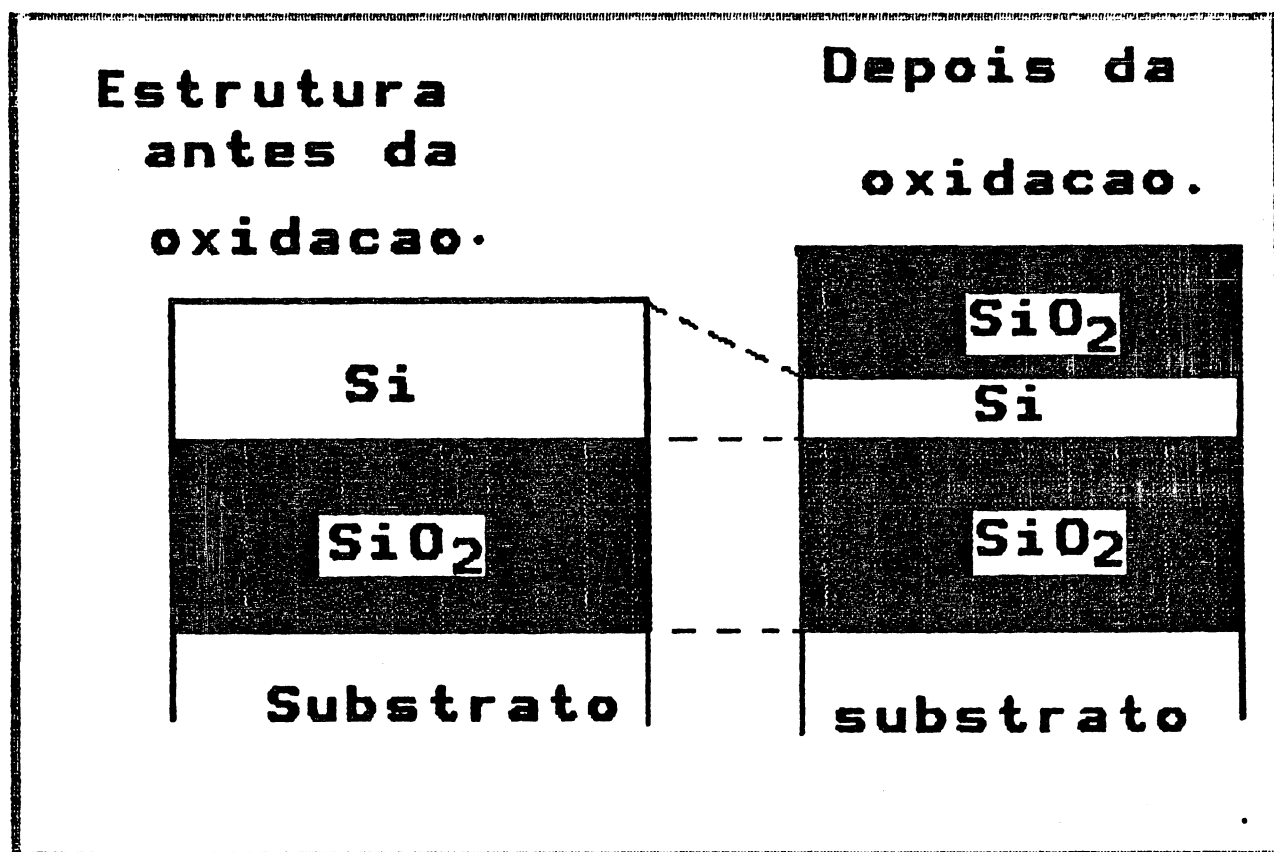 Estrutura
antes da
oxidacao.
Si
SiO2
Substrato
Depois da
oxidacao.
SiO2
Si
SiO2
substrato